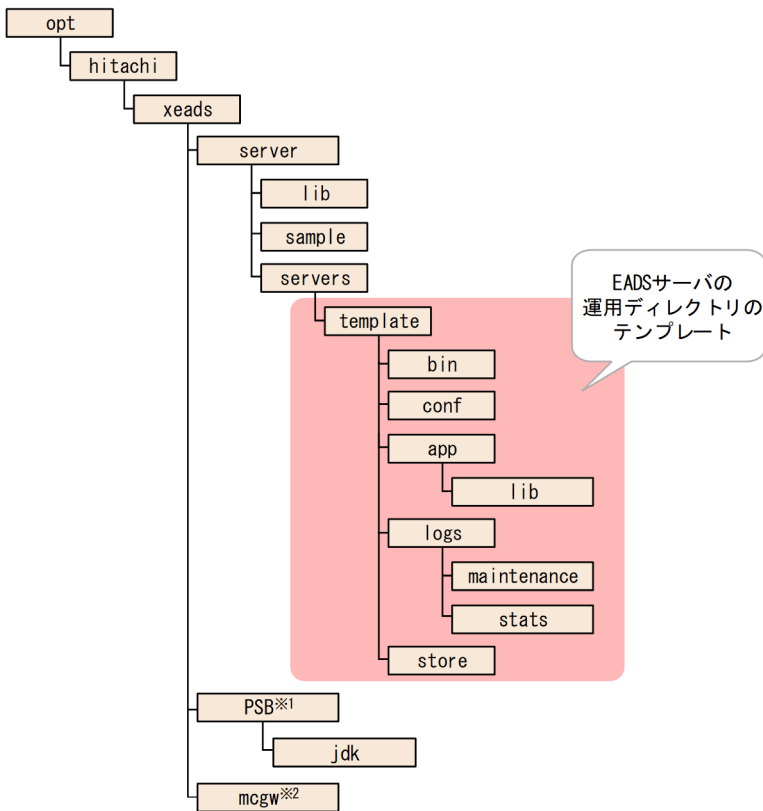 opt
hitachi
xeads
server
lib
sample
servers
EADSサーバの
運用ディレクトリの
テンプレート
template
bin
conf
app
lib
logs
maintenance
stats
store
PSB※1
jdk
mcgw※2